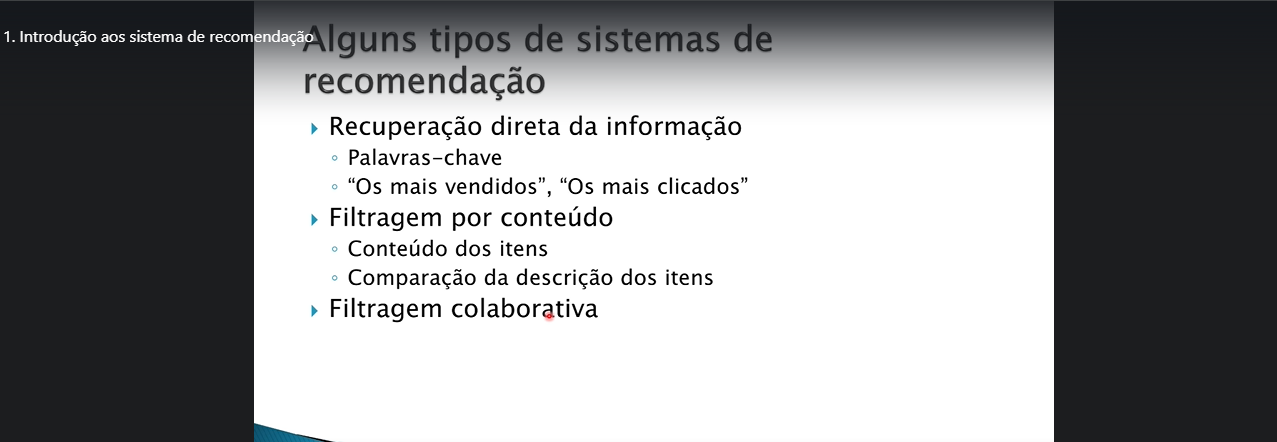 1. Introdução aos sistema de recomendação
Alguns tipos de sistemas de
recomendação
Recuperação direta da informação
Palavras-chave
“Os mais vendidos”, “Os mais clicados”
Filtragem por conteúdo
Conteúdo dos itens
Comparação da descrição dos itens
Filtragem colaborativa